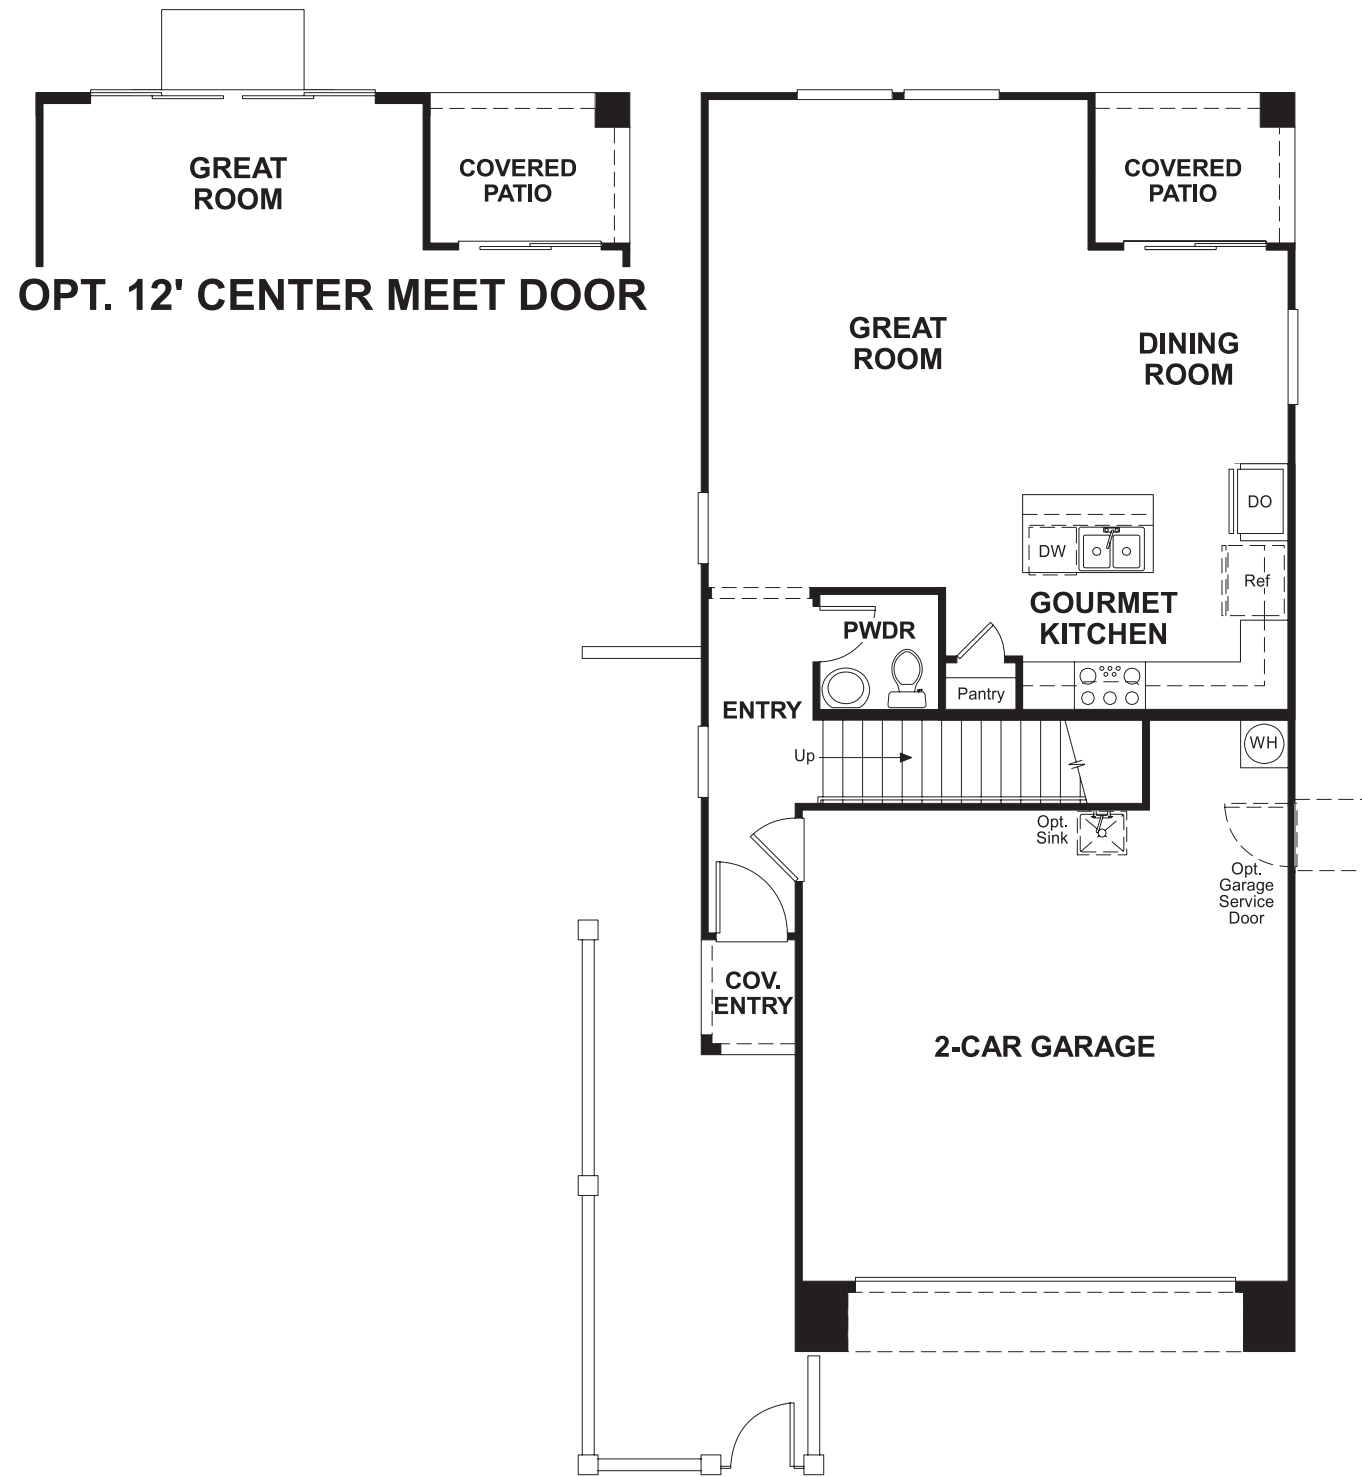 GREAT
ROOM
COVERED
PATIO
OPT. 12' CENTER MEET DOOR
COVERED
PATIO
GREAT
ROOM
DINING
ROOM
DO
DW
Ref
GOURMET
KITCHEN
PWDR
Pantry
ENTRY
Up
WH
Opt.
Sink
Opt.
Garage
Service
Door
COV.
ENTRY
2-CAR GARAGE